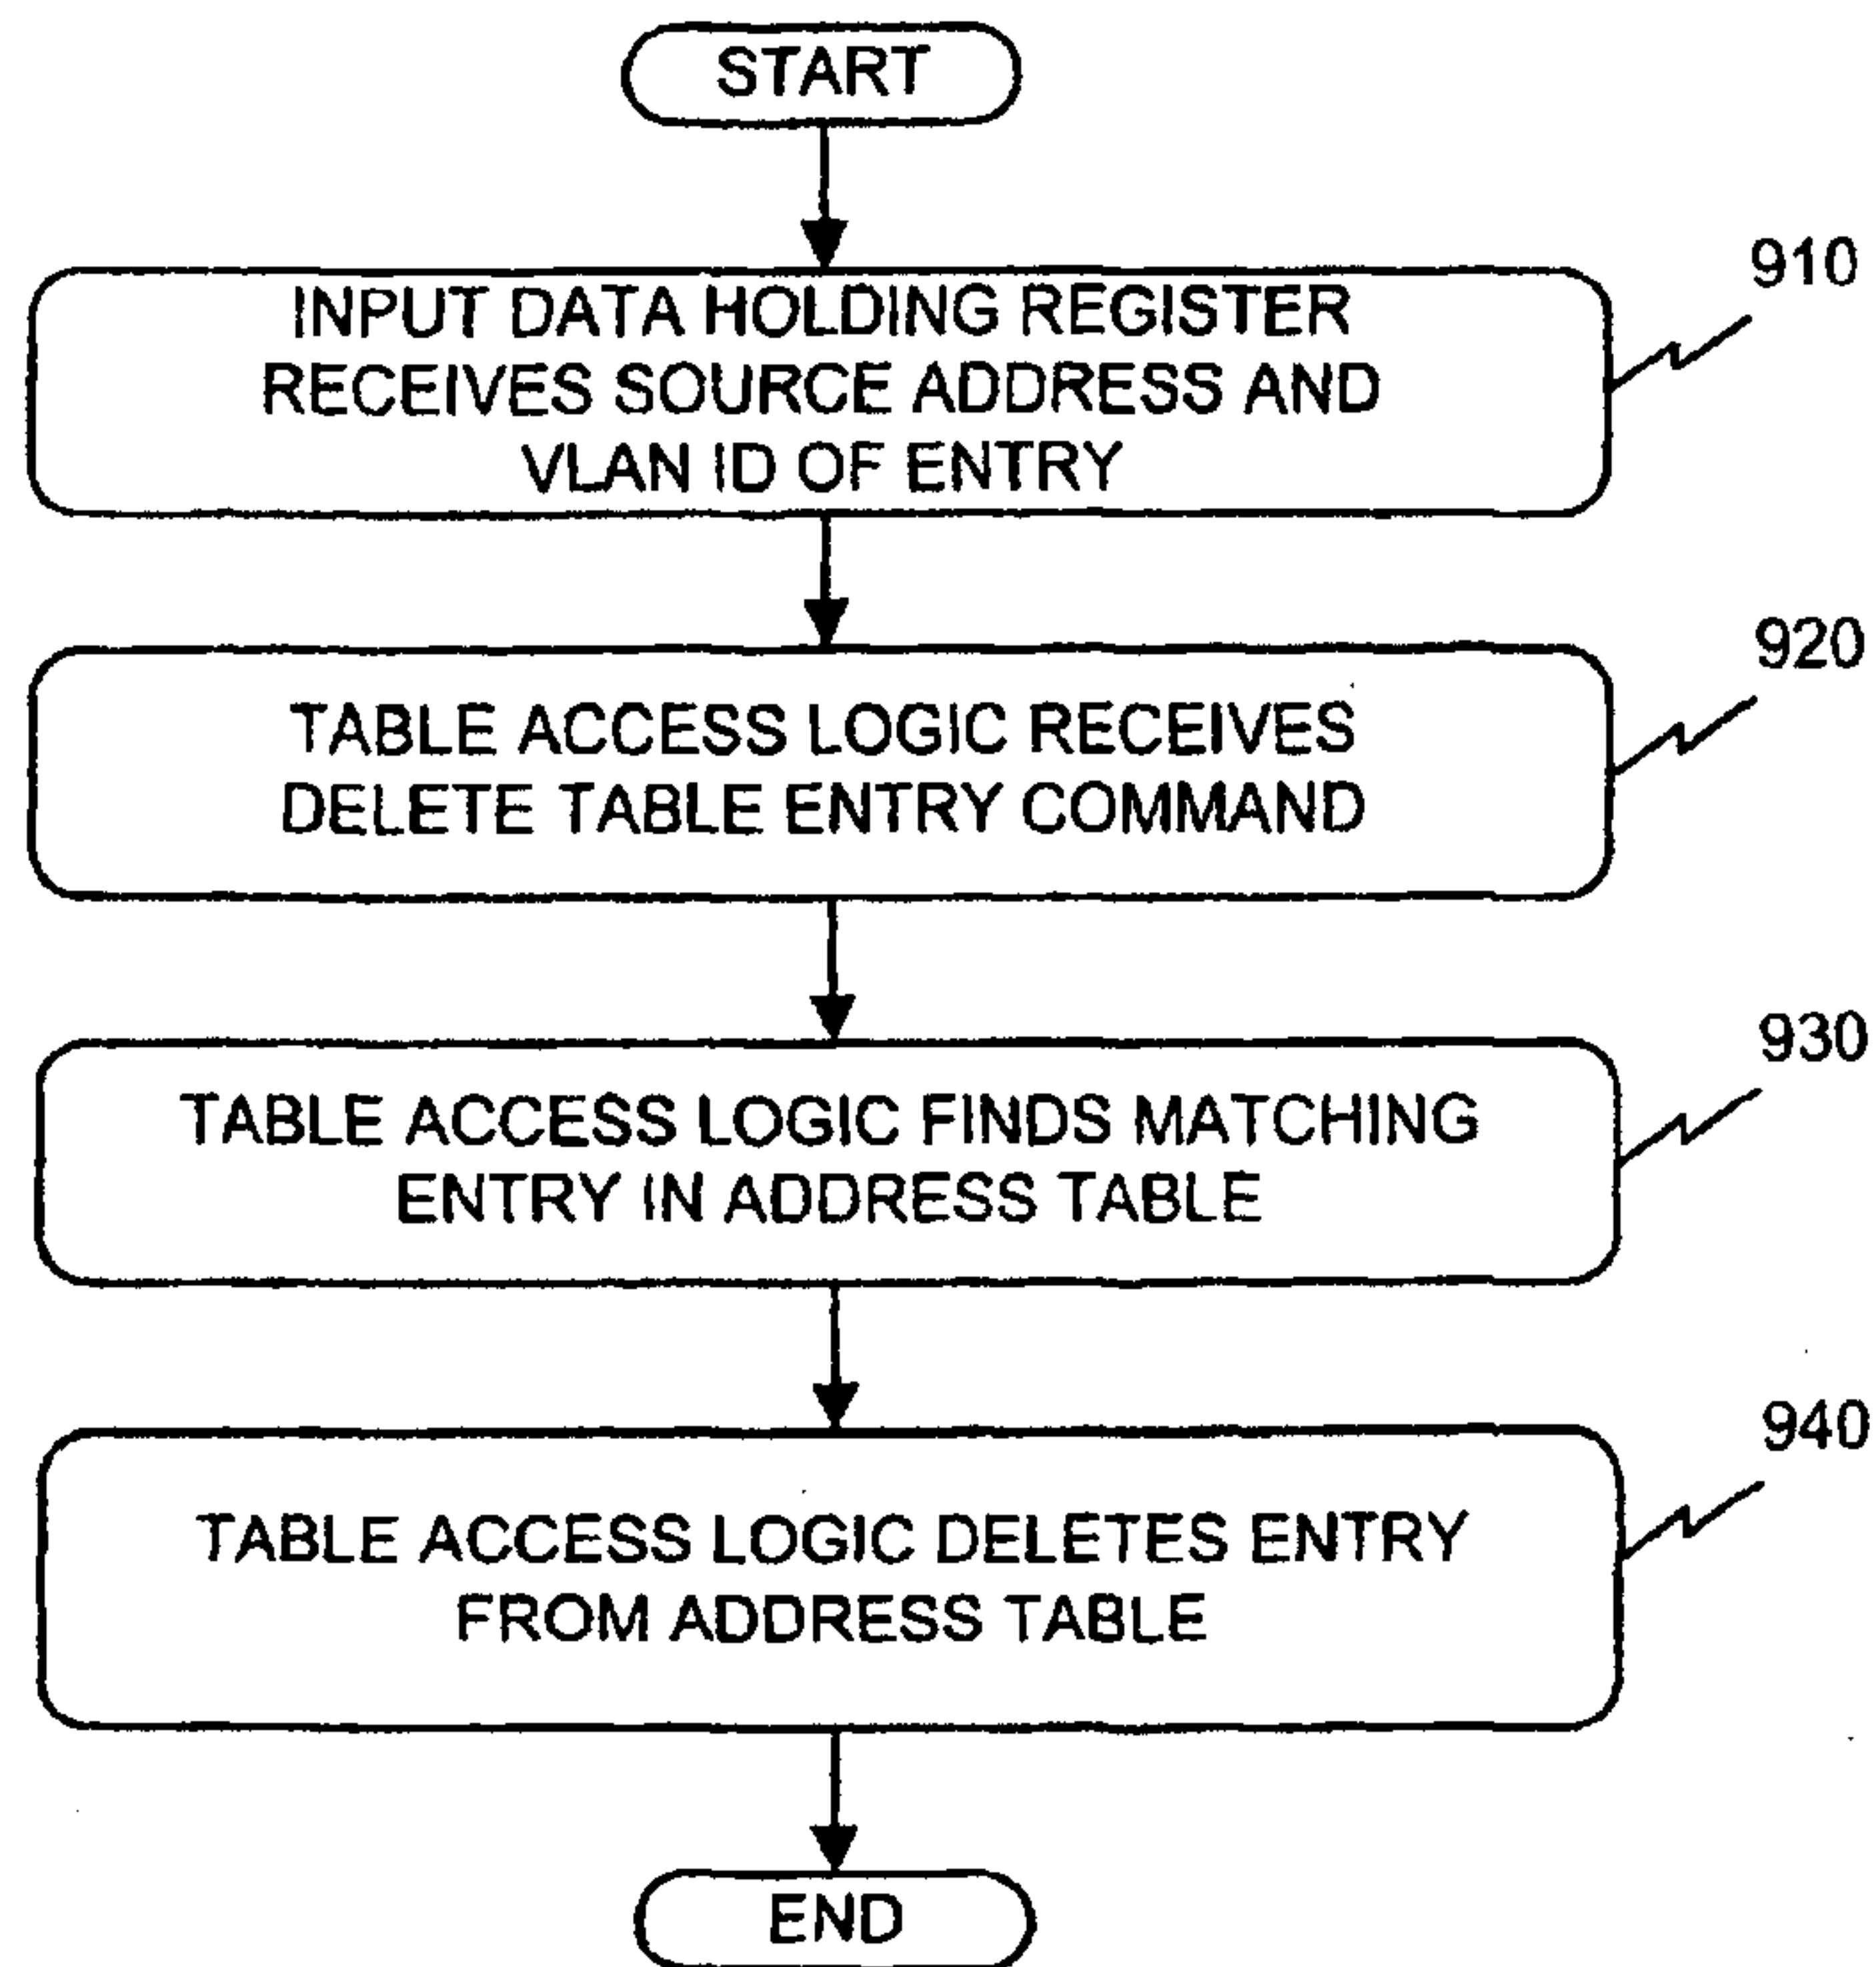 START
910
INPUT DATA HOLDING REGISTER
RECEIVES SOURCE ADDRESS AND
VLAN ID OF ENTRY
920
TABLE ACCESS LOGIC RECEIVES
DELETE TABLE ENTRY COMMAND
930
TABLE ACCESS LOGIC FINDS MATCHING
ENTRY IN ADDRESS TABLE
940
TABLE ACCESS LOGIC DELETES ENTRY
FROM ADDRESS TABLE
END